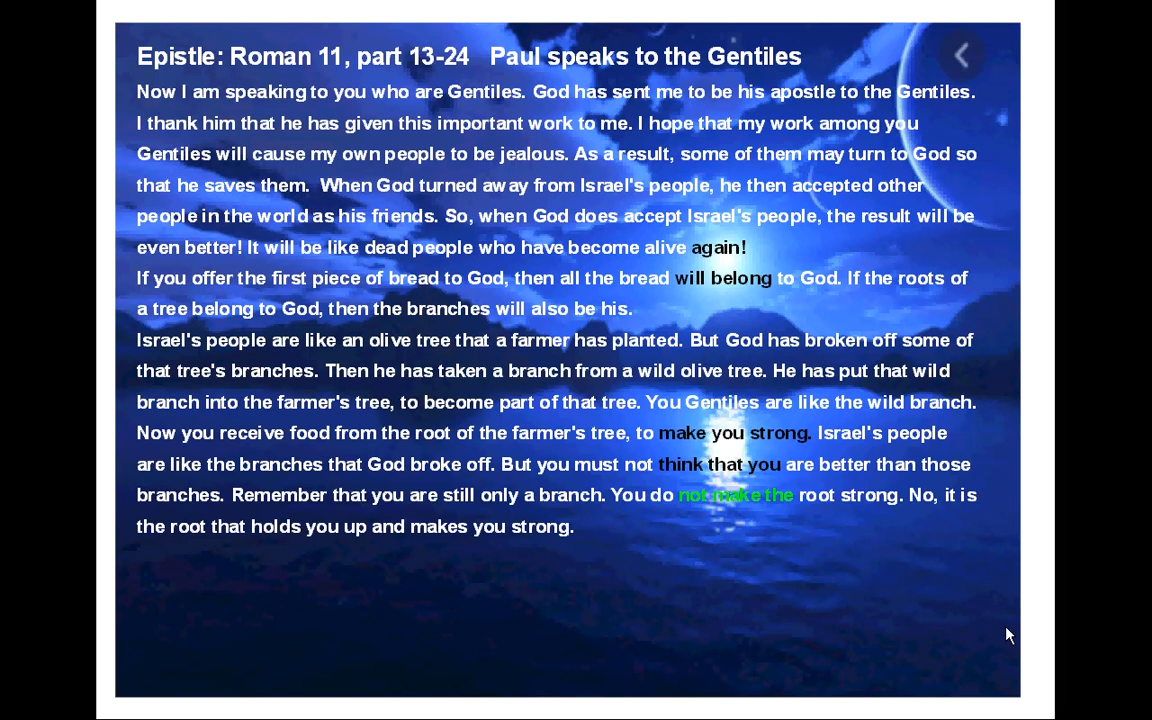 Epistle: Roman 11, part 13-24   Paul speaks to the Gentiles
Now I am speaking to you who are Gentiles. God has sent me to be his apostle to the Gentiles.
I thank him that he has given this important work to me. I hope that my work among you
Gentiles will cause my own people to be jealous. As a result, some of them may turn to God so
that he saves them.  When God turned away from Israel's people, he then accepted other
people in the world as his friends. So, when God does accept Israel's people, the result will be
even better! It will be like dead people who have become alive again!
If you offer the first piece of bread to God, then all the bread will belong to God. If the roots of
a tree belong to God, then the branches will also be his.
Israel's people are like an olive tree that a farmer has planted. But God has broken off some of
that tree's branches. Then he has taken a branch from a wild olive tree. He has put that wild
branch into the farmer's tree, to become part of that tree. You Gentiles are like the wild branch.
Now you receive food from the root of the farmer's tree, to make you strong. Israel's people
are like the branches that God broke off. But you must not think that you are better than those
branches. Remember that you are still only a branch. You do not make the root strong. No, it is
the root that holds you up and makes you strong.